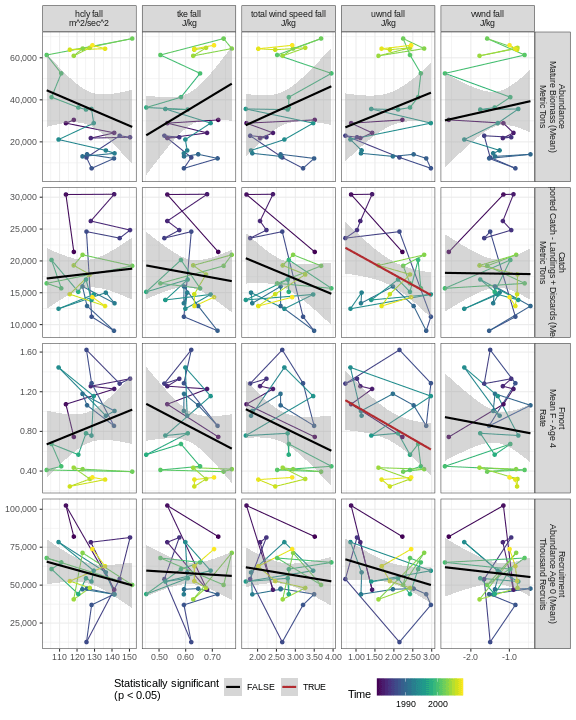 hcly fall
m^2/sec^2
tke fall
J/kg
total wind speed fall
J/kg
uwnd fall
J/kg
vwnd fall
J/kg
60,000
40,000
20,000
Abundance
Mature Biomass (Mean)
Metric Tons
30,000
25,000
20,000
15,000
10,000
Catch
ported Catch - Landings + Discards (Me
Metric Tons
1.60
1.20
0.80
0.40
Fmort
Mean F - Age 4
Rate
100,000
75,000
50,000
25,000
Recruitment
Abundance Age 0 (Mean)
Thousand Recruits
110 120 130 140 150
0.50 0.60 0.70
2.00 2.50 3.00 3.50 4.00
1.00 1.50 2.00 2.50 3.00
-2.0 -1.0
Statistically significant
(p < 0.05)
FALSE
TRUE
Time
1990 2000